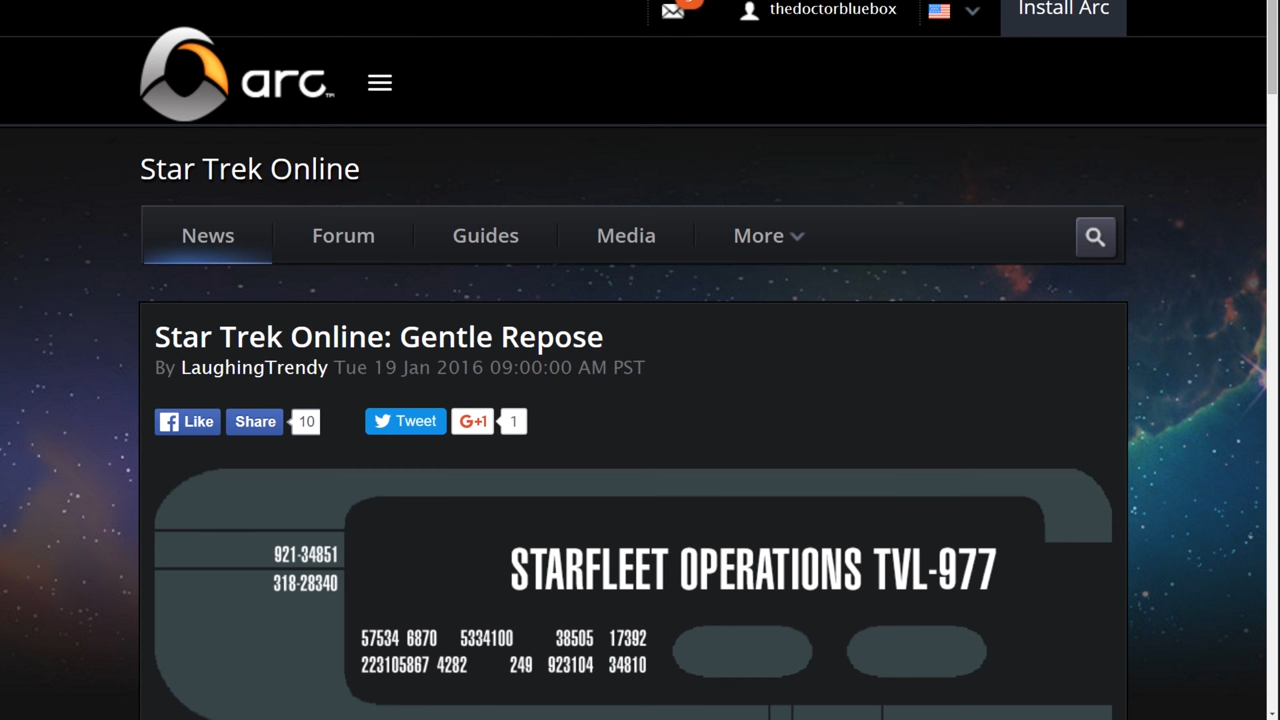 thedoctorbluebox
Install Arc
arc™
Star Trek Online
News Forum Guides Media More
Star Trek Online: Gentle Repose
By LaughingTrendy Tue 19 Jan 2016 09:00:00 AM PST
Like Share 10 Tweet G+1 1
921-34851
318-28340
STARFLEET OPERATIONS TVL-977
57534 6870 5334100 38505 17392
223105867 4282 249 923104 34810